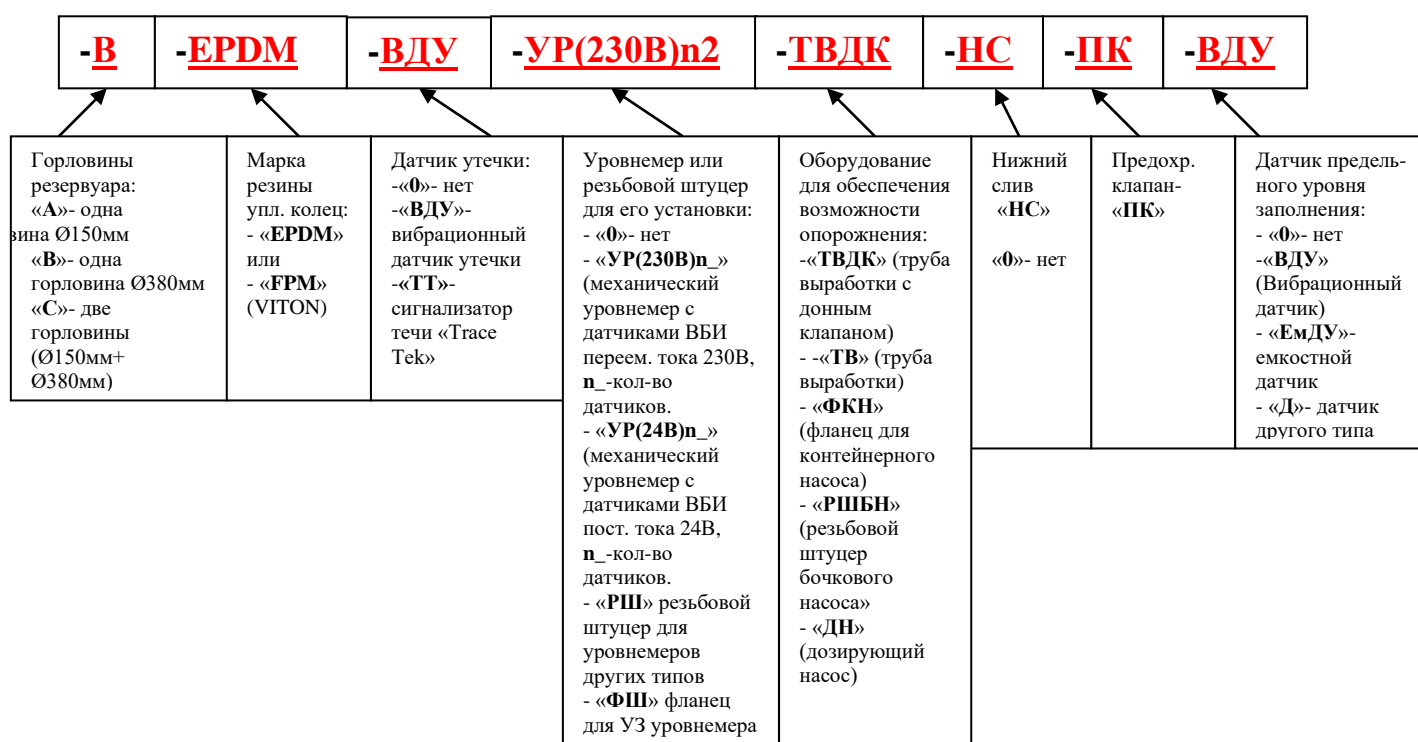 -В -EPDM -ВДУ -УР(230В)n2 -ТВДК -НС -ПК -ВДУ
Горловины
резервуара:
«А»- одна
вина Ø150мм
«В»- одна
горловина Ø380мм
«С»- две
горловины
(Ø150мм+
Ø380мм)
Марка
резины
упл. колец:
- «EPDM»
или
- «FPM»
(VITON)
Датчик утечки:
-«0»- нет
-«ВДУ»-
вибрационный
датчик утечки
-«ТТ»-
сигнализатор
течи «Trace
Tek»
Уровнемер или
резьбовой штуцер
для его установки:
- «0»- нет
- «УР(230В)n_»
(механический
уровнемер с
датчиками ВБИ
перем. тока 230В,
n_-кол-во
датчиков.
- «УР(24В)n_»
(механический
уровнемер с
датчиками ВБИ
пост. тока 24В,
n_-кол-во
датчиков.
- «РШ» резьбовой
штуцер для
уровнемеров
других типов
- «ФШ» фланец
для УЗ уровнемера
Оборудование
для обеспечения
возможности
опорожнения:
-«ТВДК» (труба
выработки с
донным
клапаном)
- -«ТВ» (труба
выработки)
- «ФКН»
(фланец для
контейнерного
насоса)
- «РШБН»
(резьбовой
штуцер
бочкового
насоса»
- «ДН»
(дозирующий
насос)
Нижний
слив
«НС»
«0»- нет
Предохр.
клапан-
«ПК»
Датчик предель-
ного уровня
заполнения:
- «0»- нет
-«ВДУ»
(Вибрационный
датчик)
- «ЕмДУ»-
емкостной
датчик
- «Д»- датчик
другого типа